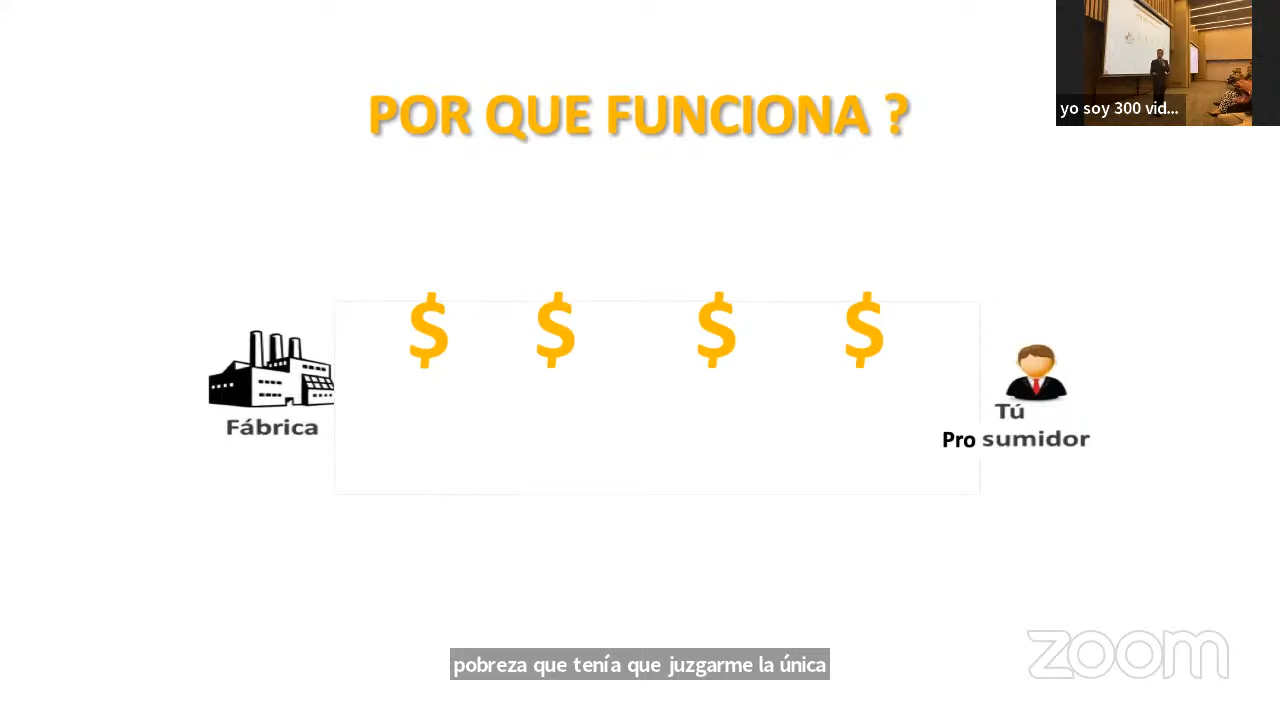 yo soy 300 vid...
POR QUE FUNCIONA ?
$ $ $ $
Fábrica
Tú
Pro sumidor
pobreza que tenía que juzgarme la única
zoom